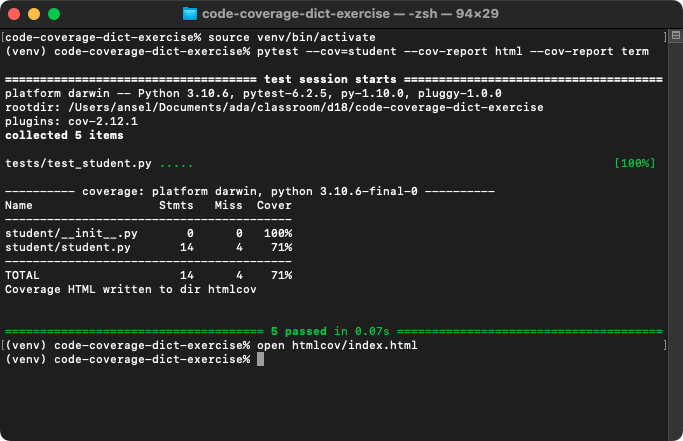 code-coverage-dict-exercise — -zsh — 94×29
[code-coverage-dict-exercise% source venv/bin/activate ]
(venv) code-coverage-dict-exercise% pytest --cov=student --cov-report html --cov-report term
==================================== test session starts =====================================
platform darwin -- Python 3.10.6, pytest-6.2.5, py-1.10.0, pluggy-1.0.0
rootdir: /Users/ansel/Documents/ada/classroom/d18/code-coverage-dict-exercise
plugins: cov-2.12.1
collected 5 items
tests/test_student.py ..... [100%]
---------- coverage: platform darwin, python 3.10.6-final-0 ----------
Name Stmts Miss Cover
-----------------------------------------
student/__init__.py 0 0 100%
student/student.py 14 4 71%
-----------------------------------------
TOTAL 14 4 71%
Coverage HTML written to dir htmlcov
===================================== 5 passed in 0.07s ======================================
[(venv) code-coverage-dict-exercise% open htmlcov/index.html ]
(venv) code-coverage-dict-exercise%